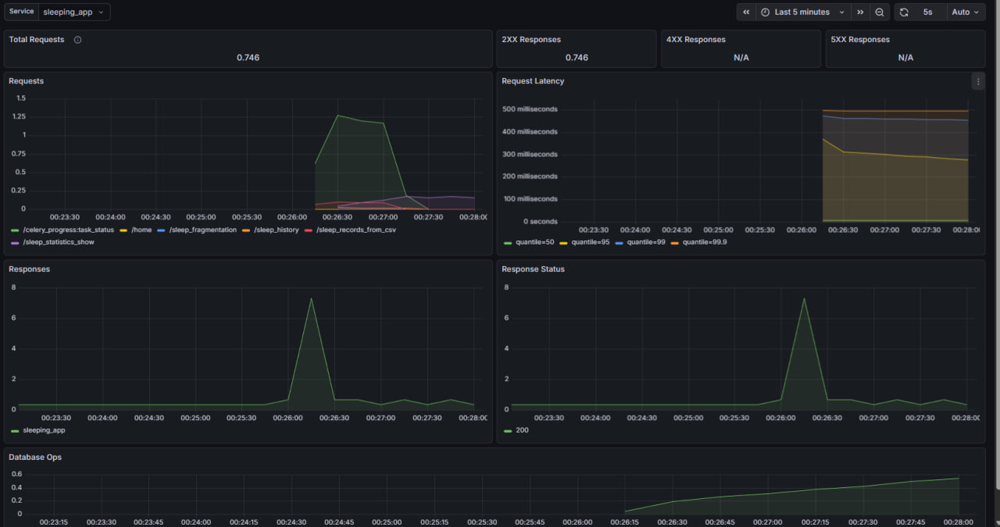 Service sleeping_app Last 5 minutes 5s Auto
Total Requests
0.746
2XX Responses
0.746
4XX Responses
N/A
5XX Responses
N/A
Requests
1.5
1.25
1
0.75
0.5
0.25
0
00:23:30 00:24:00 00:24:30 00:25:00 00:25:30 00:26:00 00:26:30 00:27:00 00:27:30 00:28:00
/celery_progress:task_status /home /sleep_fragmentation /sleep_history /sleep_records_from_csv
/sleep_statistics_show
Request Latency
500 milliseconds
400 milliseconds
300 milliseconds
200 milliseconds
100 milliseconds
0 seconds
00:23:30 00:24:00 00:24:30 00:25:00 00:25:30 00:26:00 00:26:30 00:27:00 00:27:30 00:28:00
quantile=50 quantile=95 quantile=99 quantile=99.9
Responses
8
6
4
2
0
00:23:30 00:24:00 00:24:30 00:25:00 00:25:30 00:26:00 00:26:30 00:27:00 00:27:30 00:28:00
sleeping_app
Response Status
8
6
4
2
0
00:23:30 00:24:00 00:24:30 00:25:00 00:25:30 00:26:00 00:26:30 00:27:00 00:27:30 00:28:00
200
Database Ops
0.6
0.4
0.2
0
00:23:15 00:23:30 00:23:45 00:24:00 00:24:15 00:24:30 00:24:45 00:25:00 00:25:15 00:25:30 00:25:45 00:26:00 00:26:15 00:26:30 00:26:45 00:27:00 00:27:15 00:27:30 00:27:45 00:28:00